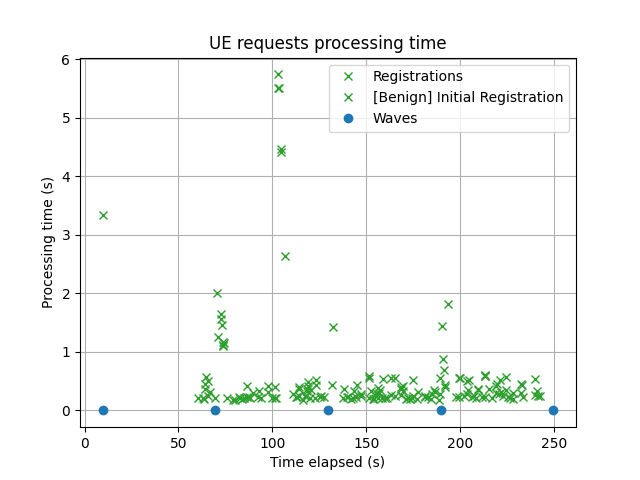 UE requests processing time
Registrations
[Benign] Initial Registration
Waves
6
5
4
3
2
1
0
Processing time (s)
0 50 100 150 200 250
Time elapsed (s)